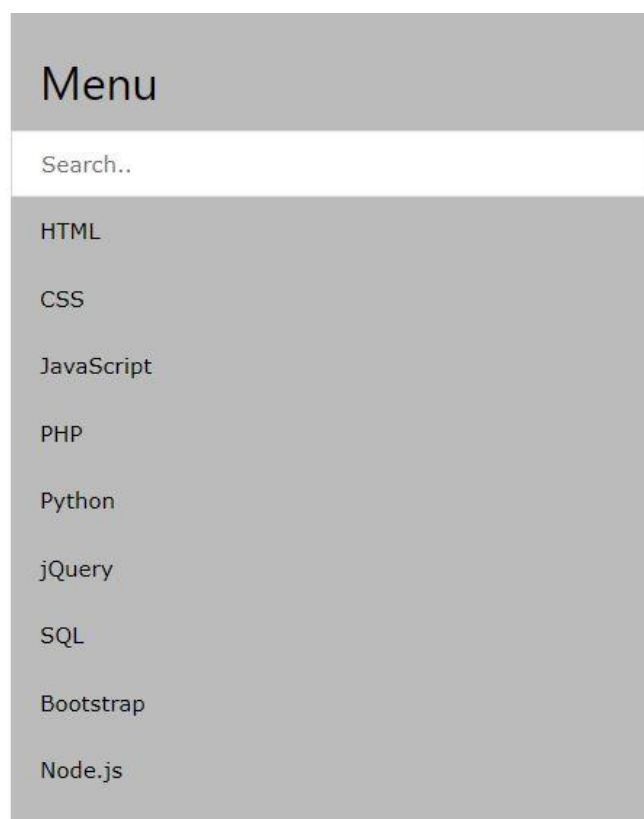 Menu
Search..
HTML
CSS
JavaScript
PHP
Python
jQuery
SQL
Bootstrap
Node.js